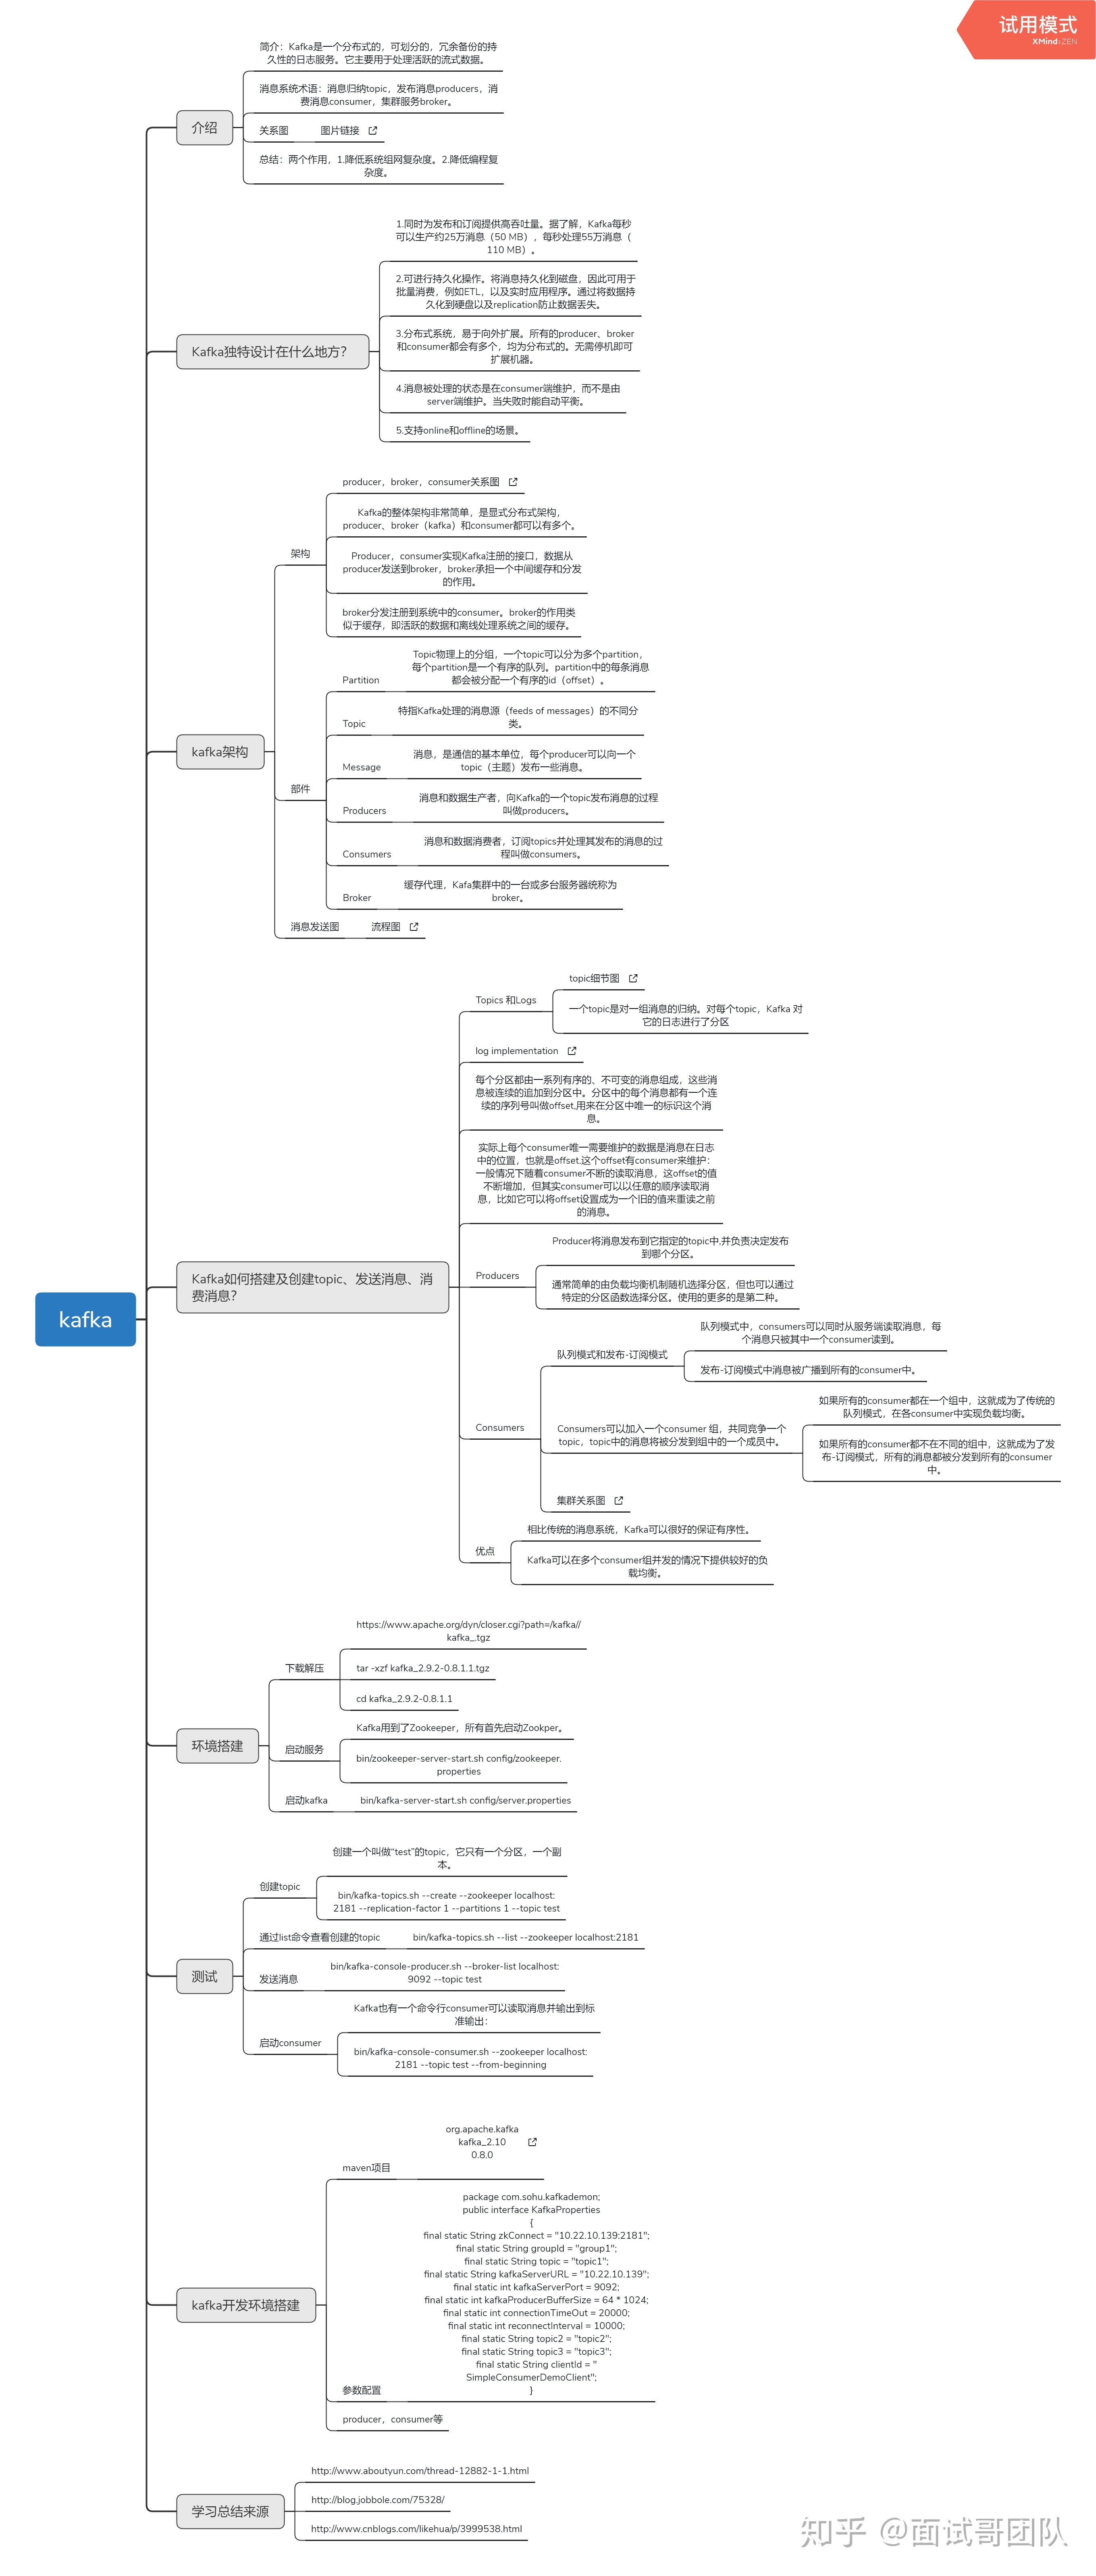 试用模式
XMind:ZEN
简介：Kafka是一个分布式的，可划分的，冗余备份的持
久性的日志服务。它主要用于处理活跃的流式数据。
消息系统术语：消息归纳topic，发布消息producers，消
费消息consumer，集群服务broker。
介绍
关系图
图片链接
总结：两个作用，1.降低系统组网复杂度。2.降低编程复
杂度。
1.同时为发布和订阅提供高吞吐量。据了解，Kafka每秒
可以生产约25万消息（50 MB），每秒处理55万消息（
110 MB）。
2.可进行持久化操作。将消息持久化到磁盘，因此可用于
批量消费，例如ETL，以及实时应用程序。通过将数据持
久化到硬盘以及replication防止数据丢失。
Kafka独特设计在什么地方？
3.分布式系统，易于向外扩展。所有的producer、broker
和consumer都会有多个，均为分布式的。无需停机即可
扩展机器。
4.消息被处理的状态是在consumer端维护，而不是由
server端维护。当失败时能自动平衡。
5.支持online和offline的场景。
kafka架构
架构
producer，broker，consumer关系图
Kafka的整体架构非常简单，是显式分布式架构，
producer、broker（kafka）和consumer都可以有多个。
Producer，consumer实现Kafka注册的接口，数据从
producer发送到broker，broker承担一个中间缓存和分发
的作用。
broker分发注册到系统中的consumer。broker的作用类
似于缓存，即活跃的数据和离线处理系统之间的缓存。
部件
Partition
Topic物理上的分组，一个topic可以分为多个partition，
每个partition是一个有序的队列。partition中的每条消息
都会被分配一个有序的id（offset）。
Topic
特指Kafka处理的消息源（feeds of messages）的不同分
类。
Message
消息，是通信的基本单位，每个producer可以向一个
topic（主题）发布一些消息。
Producers
消息和数据生产者，向Kafka的一个topic发布消息的过程
叫做producers。
Consumers
消息和数据消费者，订阅topics并处理其发布的消息的过
程叫做consumers。
Broker
缓存代理，Kafa集群中的一台或多台服务器统称为
broker。
消息发送图
流程图
kafka
Kafka如何搭建及创建topic、发送消息、消
费消息？
Topics 和Logs
topic细节图
一个topic是对一组消息的归纳。对每个topic，Kafka 对
它的日志进行了分区
log implementation
每个分区都由一系列有序的、不可变的消息组成，这些消
息被连续的追加到分区中。分区中的每个消息都有一个连
续的序列号叫做offset,用来在分区中唯一的标识这个消
息。
实际上每个consumer唯一需要维护的数据是消息在日志
中的位置，也就是offset.这个offset有consumer来维护：
一般情况下随着consumer不断的读取消息，这offset的值
不断增加，但其实consumer可以以任意的顺序读取消
息，比如它可以将offset设置成为一个旧的值来重读之前
的消息。
Producers
Producer将消息发布到它指定的topic中,并负责决定发布
到哪个分区。
通常简单的由负载均衡机制随机选择分区，但也可以通过
特定的分区函数选择分区。使用的更多的是第二种。
Consumers
队列模式和发布-订阅模式
队列模式中，consumers可以同时从服务端读取消息，每
个消息只被其中一个consumer读到。
发布-订阅模式中消息被广播到所有的consumer中。
Consumers可以加入一个consumer 组，共同竞争一个
topic，topic中的消息将被分发到组中的一个成员中。
如果所有的consumer都在一个组中，这就成为了传统的
队列模式，在各consumer中实现负载均衡。
如果所有的consumer都不在不同的组中，这就成为了发
布-订阅模式，所有的消息都被分发到所有的consumer
中。
集群关系图
优点
相比传统的消息系统，Kafka可以很好的保证有序性。
Kafka可以在多个consumer组并发的情况下提供较好的负
载均衡。
环境搭建
下载解压
https://www.apache.org/dyn/closer.cgi?path=/kafka//
kafka_.tgz
tar -xzf kafka_2.9.2-0.8.1.1.tgz
cd kafka_2.9.2-0.8.1.1
启动服务
Kafka用到了Zookeeper，所有首先启动Zookper。
bin/zookeeper-server-start.sh config/zookeeper.
properties
启动kafka
bin/kafka-server-start.sh config/server.properties
测试
创建topic
创建一个叫做“test”的topic，它只有一个分区，一个副
本。
bin/kafka-topics.sh --create --zookeeper localhost:
2181 --replication-factor 1 --partitions 1 --topic test
通过list命令查看创建的topic
bin/kafka-topics.sh --list --zookeeper localhost:2181
发送消息
bin/kafka-console-producer.sh --broker-list localhost:
9092 --topic test
启动consumer
Kafka也有一个命令行consumer可以读取消息并输出到标
准输出：
bin/kafka-console-consumer.sh --zookeeper localhost:
2181 --topic test --from-beginning
kafka开发环境搭建
maven项目
org.apache.kafka
kafka_2.10
0.8.0
参数配置
package com.sohu.kafkademon;
public interface KafkaProperties
{
final static String zkConnect = "10.22.10.139:2181";
final static String groupId = "group1";
final static String topic = "topic1";
final static String kafkaServerURL = "10.22.10.139";
final static int kafkaServerPort = 9092;
final static int kafkaProducerBufferSize = 64 * 1024;
final static int connectionTimeOut = 20000;
final static int reconnectInterval = 10000;
final static String topic2 = "topic2";
final static String topic3 = "topic3";
final static String clientId = "
SimpleConsumerDemoClient";
}
producer，consumer等
学习总结来源
http://www.aboutyun.com/thread-12882-1-1.html
http://blog.jobbole.com/75328/
http://www.cnblogs.com/likehua/p/3999538.html
知乎 @面试哥团队